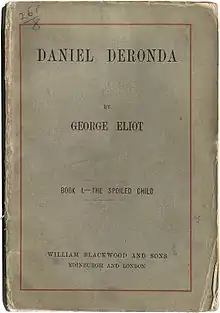 DANIEL DERONDA
BY
GEORGE ELIOT
BOOK I.—THE SPOILED CHILD
WILLIAM BLACKWOOD AND SONS
EDINBURGH AND LONDON